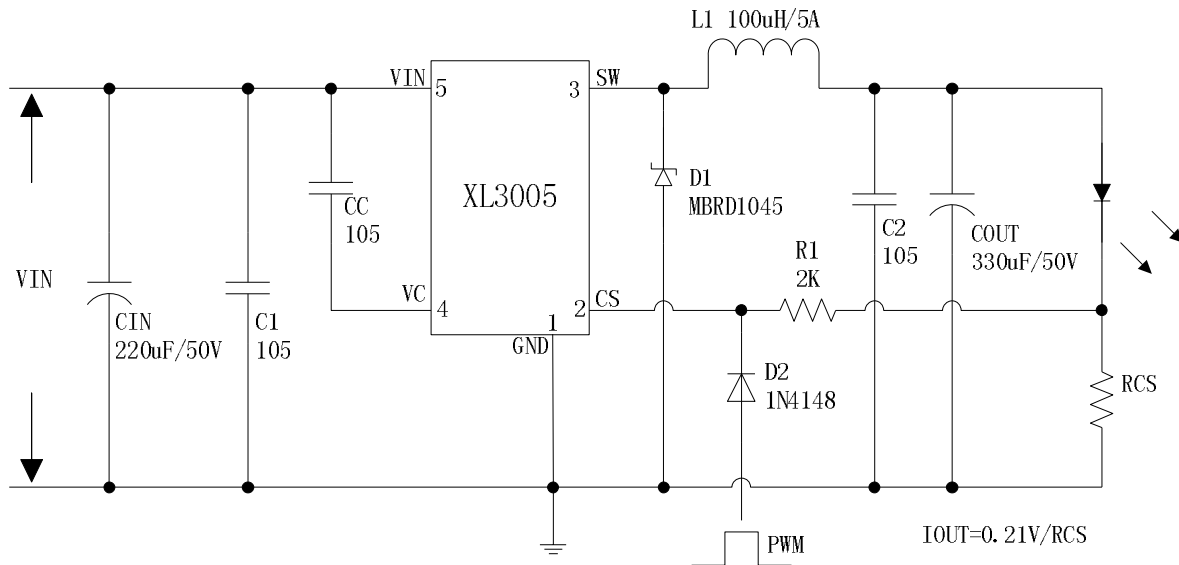 L1 100uH/5A
VIN
5
3
SW
XL3005
CC
105
D1
MBRD1045
VIN
CIN
220uF/50V
C1
105
VC
4
1
GND
2
CS
R1
2K
C2
105
COUT
330uF/50V
D2
1N4148
RCS
PWM
IOUT=0.21V/RCS